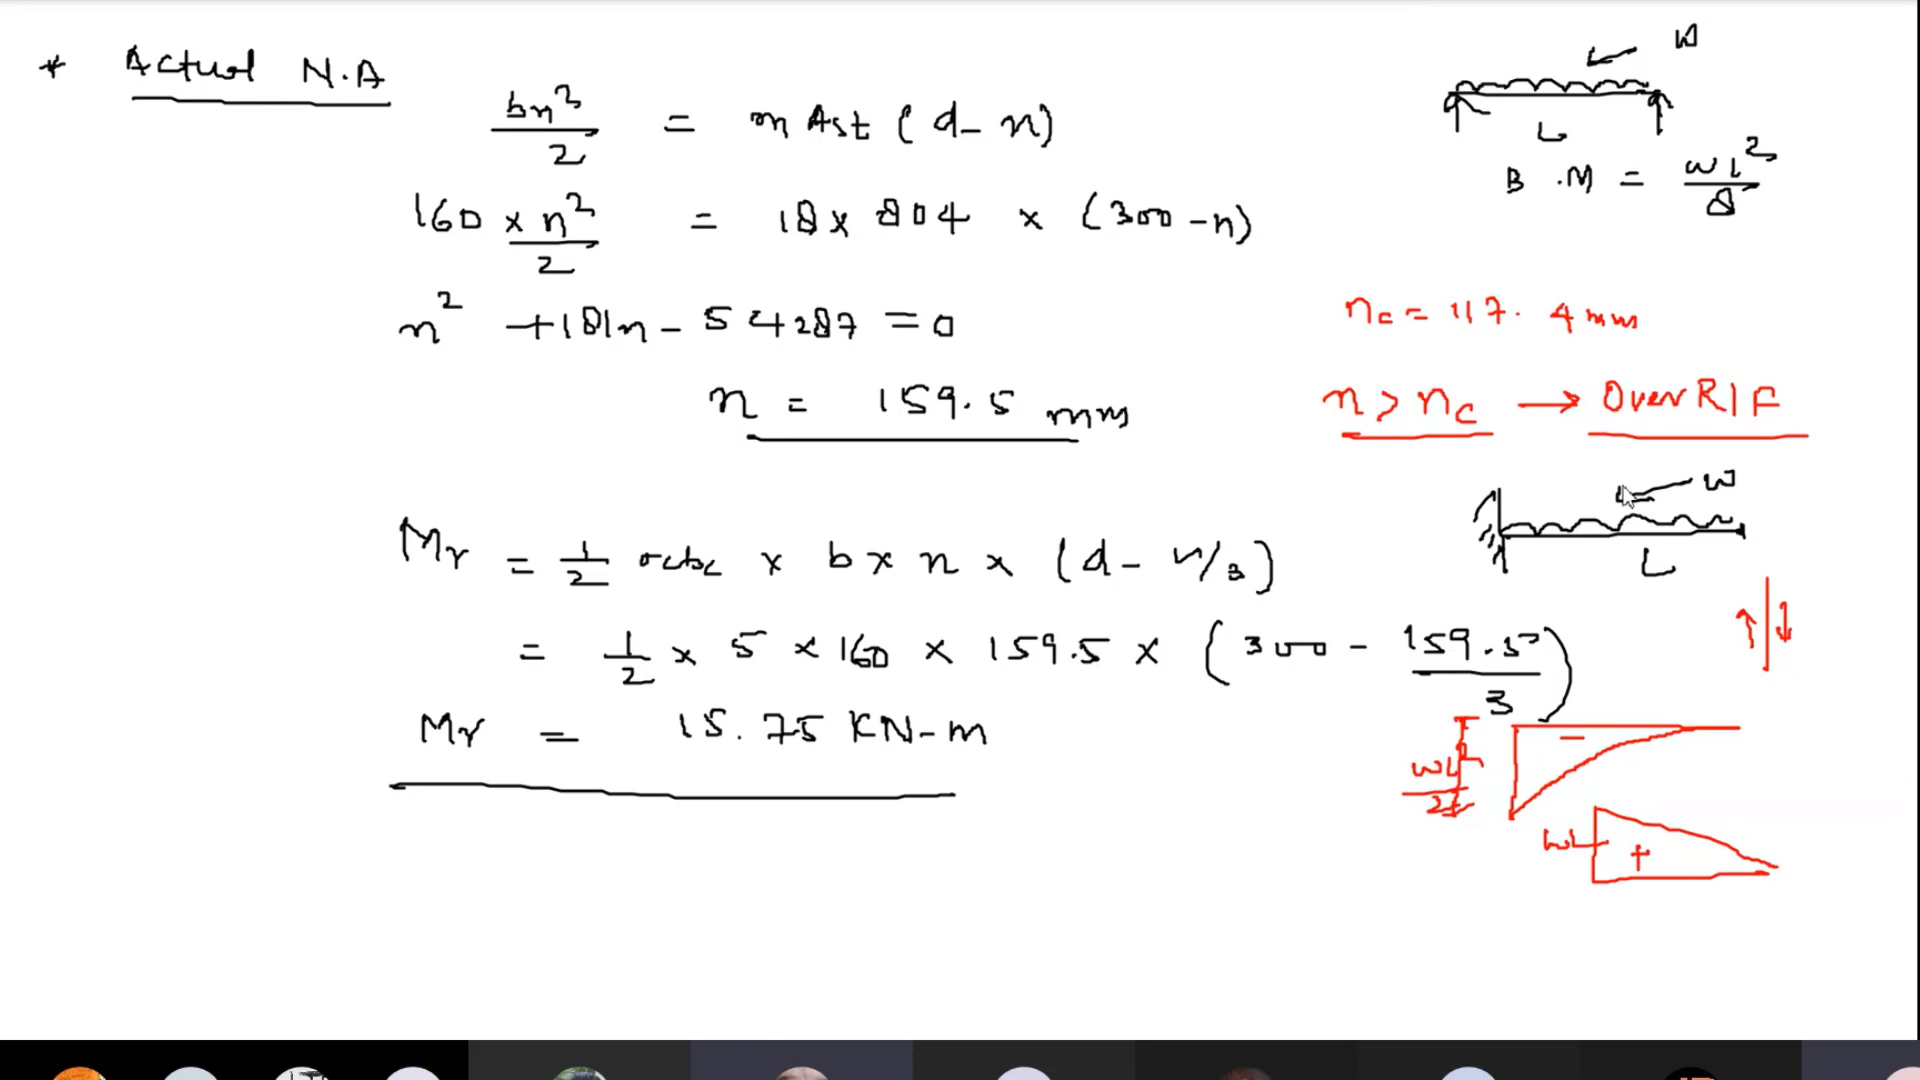 * Actual N.A
bn²/2 = m Ast (d - n)
160 × n²/2 = 18 × 804 × (300 - n)
n² + 181n - 54287 = 0
n = 159.5 mm
Mr = 1/2 σcbc × b × n × (d - n/3)
= 1/2 × 5 × 160 × 159.5 × (300 - 159.5/3)
Mr = 15.75 KN-m
W
L
B.M = wL²/8
nc = 117.4 mm
n > nc → Over R/F
W
L
wL²/2
-
wL
+